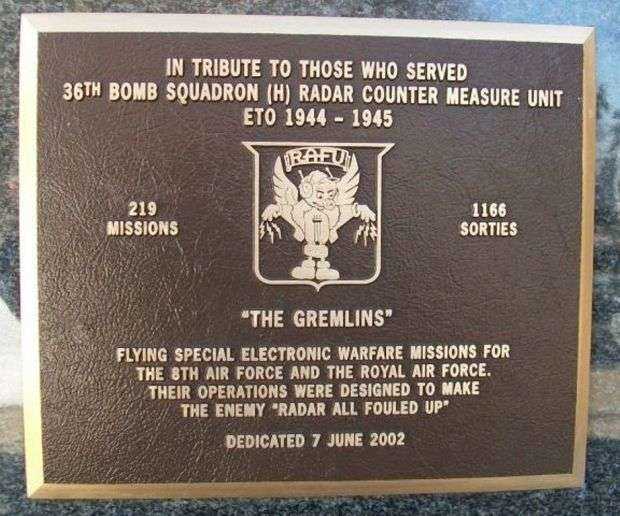 IN TRIBUTE TO THOSE WHO SERVED
36TH BOMB SQUADRON (H) RADAR COUNTER MEASURE UNIT
ETO 1944 - 1945
RAFU
219
MISSIONS
1166
SORTIES
"THE GREMLINS"
FLYING SPECIAL ELECTRONIC WARFARE MISSIONS FOR
THE 8TH AIR FORCE AND THE ROYAL AIR FORCE.
THEIR OPERATIONS WERE DESIGNED TO MAKE
THE ENEMY "RADAR ALL FOULED UP"
DEDICATED 7 JUNE 2002